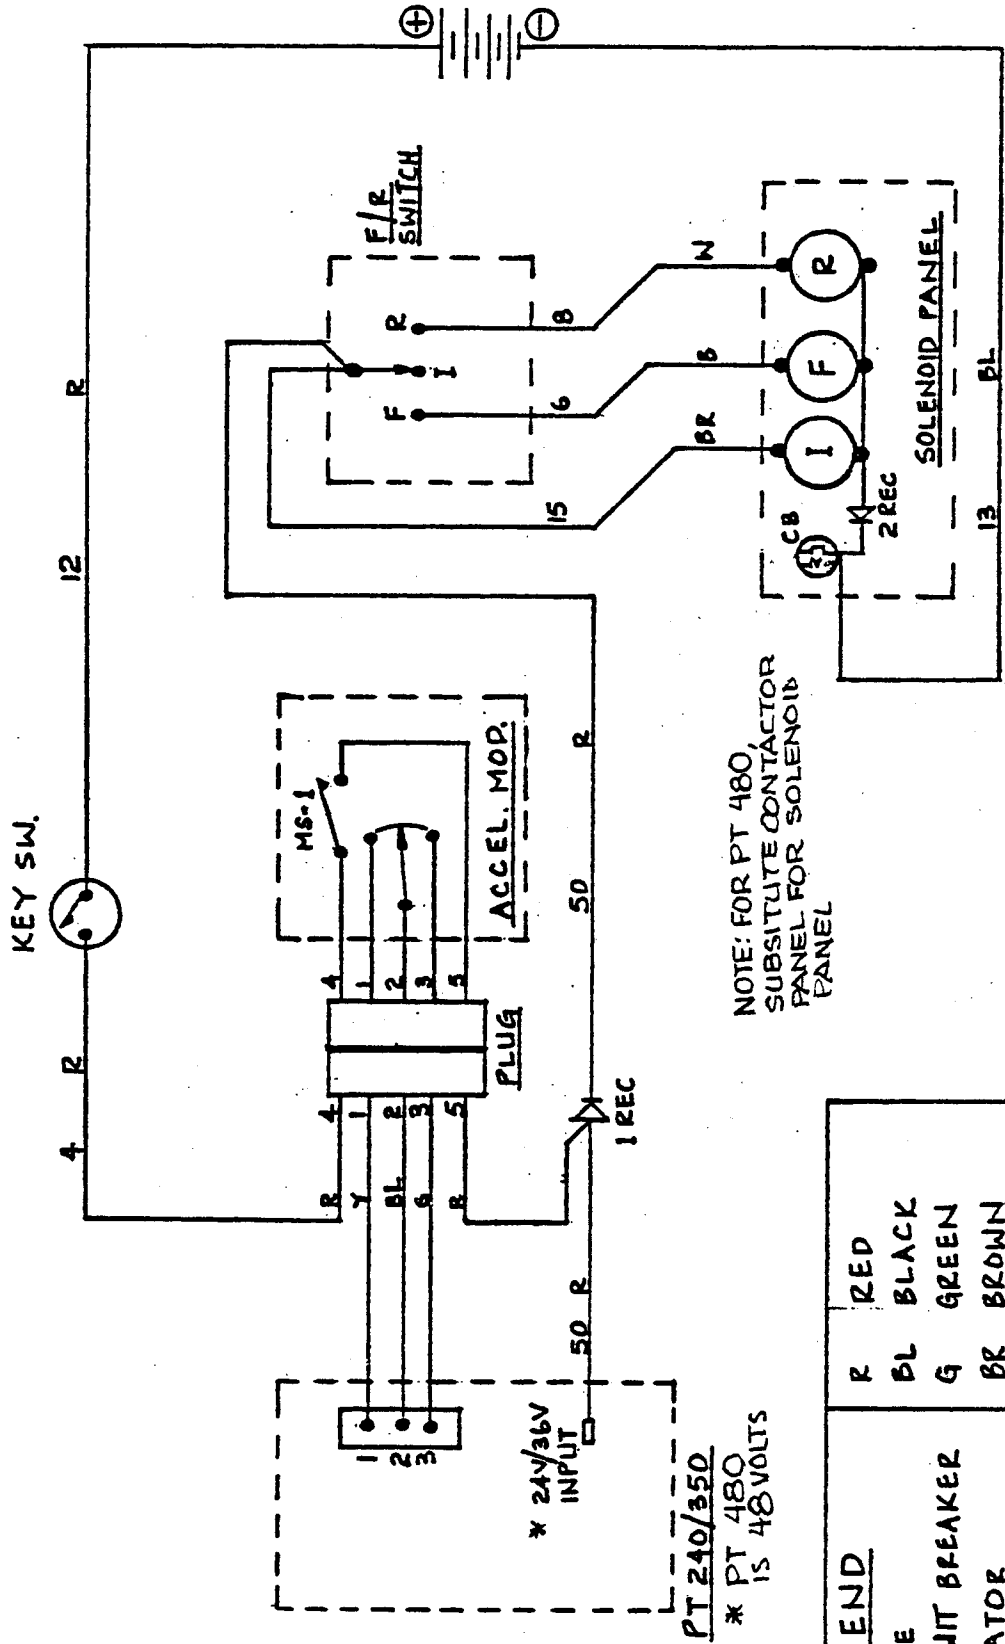 KEY SW.
4
R
12
R
+
−
F/R
SWITCH
F
I
R
6
8
15
BR
B
W
I
F
R
CB
2 REC
SOLENOID PANEL
13
BL
MS-1
ACCEL. MOD.
4
1
2
3
5
PLUG
4
1
2
3
5
R
Y
BL
G
R
1 REC
50
R
50
R
1
2
3
* 24V/36V
INPUT
PT 240/350
* PT 480
IS 48 VOLTS
NOTE: FOR PT 480,
SUBSITUTE CONTACTOR
PANEL FOR SOLENOID
PANEL
END
E
IT BREAKER
ATOR
R RED
BL BLACK
G GREEN
BR BROWN